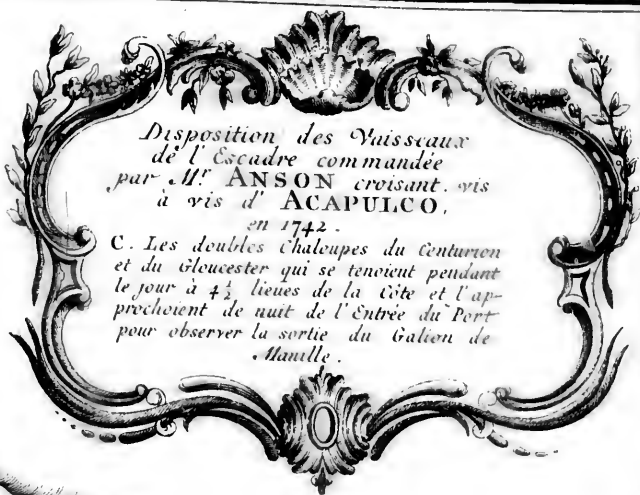 Disposition des Vaisseaux
de l'Escadre commandée
par Mr. ANSON croisant vis
à vis d'ACAPULCO,
en 1742.
C. Les doubles Chaloupes du Centurion
et du Gloucester qui se tenoient pendant
le jour à 4½ lieues de la Côte et l'ap-
prochoient de nuit de l'Entrée du Port
pour observer la sortie du Galion de
Manille.